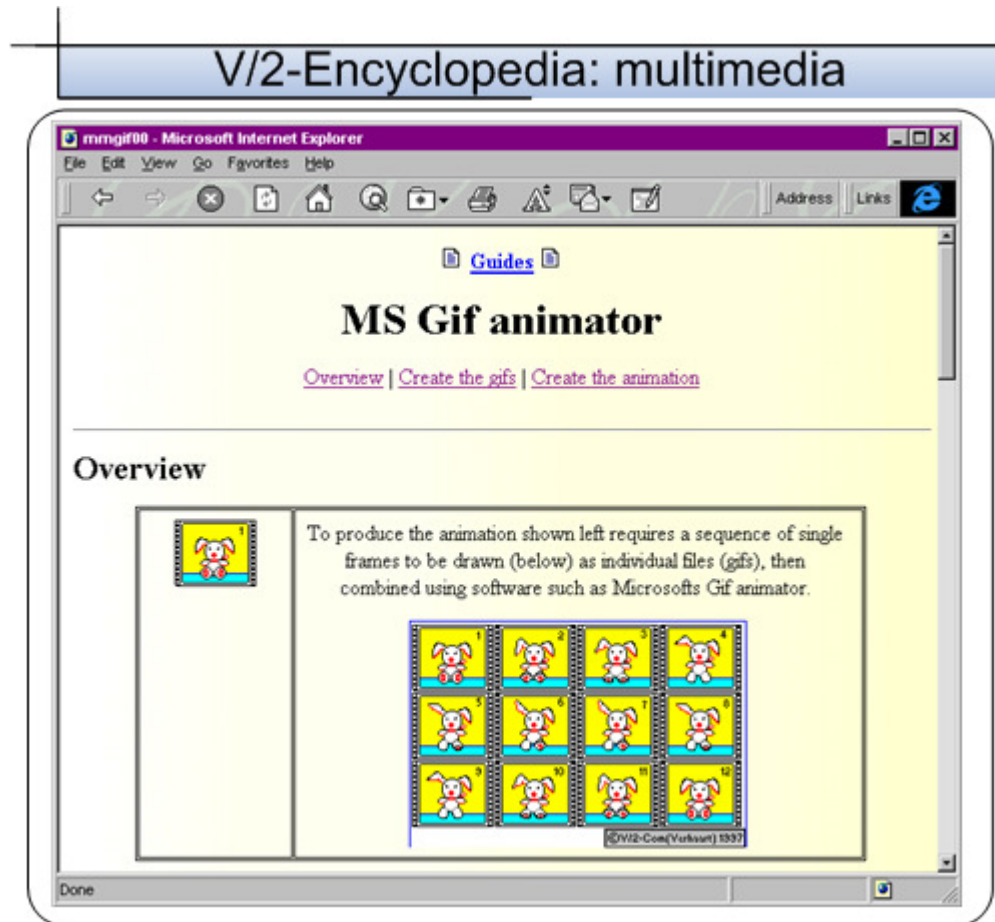 V/2-Encyclopedia: multimedia
mmgif00 - Microsoft Internet Explorer
File Edit View Go Favorites Help
Address Links
Guides
MS Gif animator
Overview | Create the gifs | Create the animation
Overview
1
To produce the animation shown left requires a sequence of single
frames to be drawn (below) as individual files (gifs), then
combined using software such as Microsofts Gif animator.
1 2 3 4
5 6 7 8
9 10 11 12
©V/2-Com(Verhaart) 1997
Done